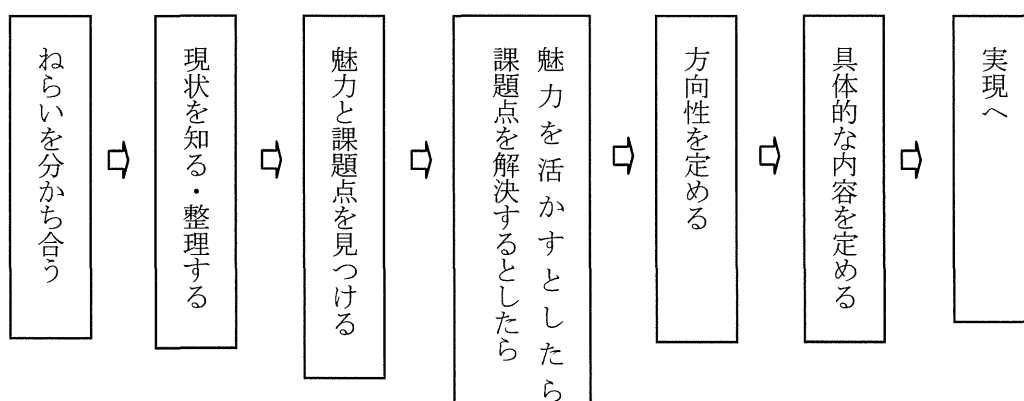 ねらいを分かち合う
現状を知る・整理する
魅力と課題点を見つける
魅力を活かすとしたら
課題点を解決するとしたら
方向性を定める
具体的な内容を定める
実現へ